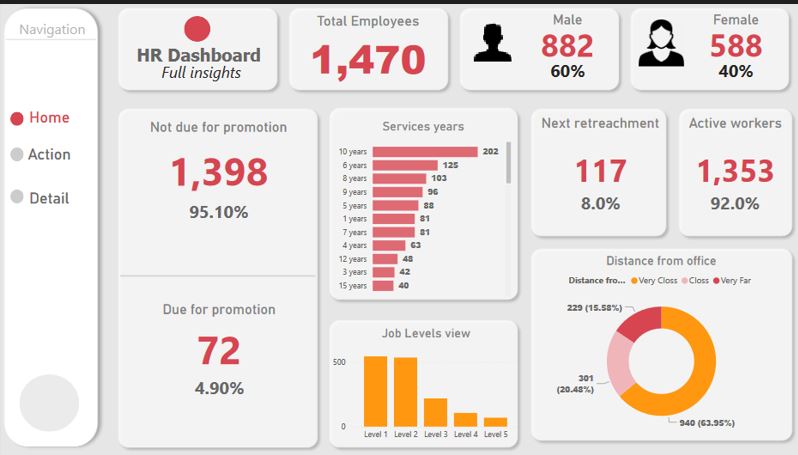 Navigation
Home
Action
Detail
HR Dashboard
Full insights
Total Employees
1,470
Male
882
60%
Female
588
40%
Not due for promotion
1,398
95.10%
Due for promotion
72
4.90%
Services years
10 years 202
6 years 125
8 years 103
9 years 96
5 years 88
1 years 81
7 years 81
4 years 63
12 years 48
3 years 42
15 years 40
Job Levels view
500
0
Level 1 Level 2 Level 3 Level 4 Level 5
Next retreachment
117
8.0%
Active workers
1,353
92.0%
Distance from office
Distance fro... Very Closs Closs Very Far
229 (15.58%)
301
(20.48%)
940 (63.95%)